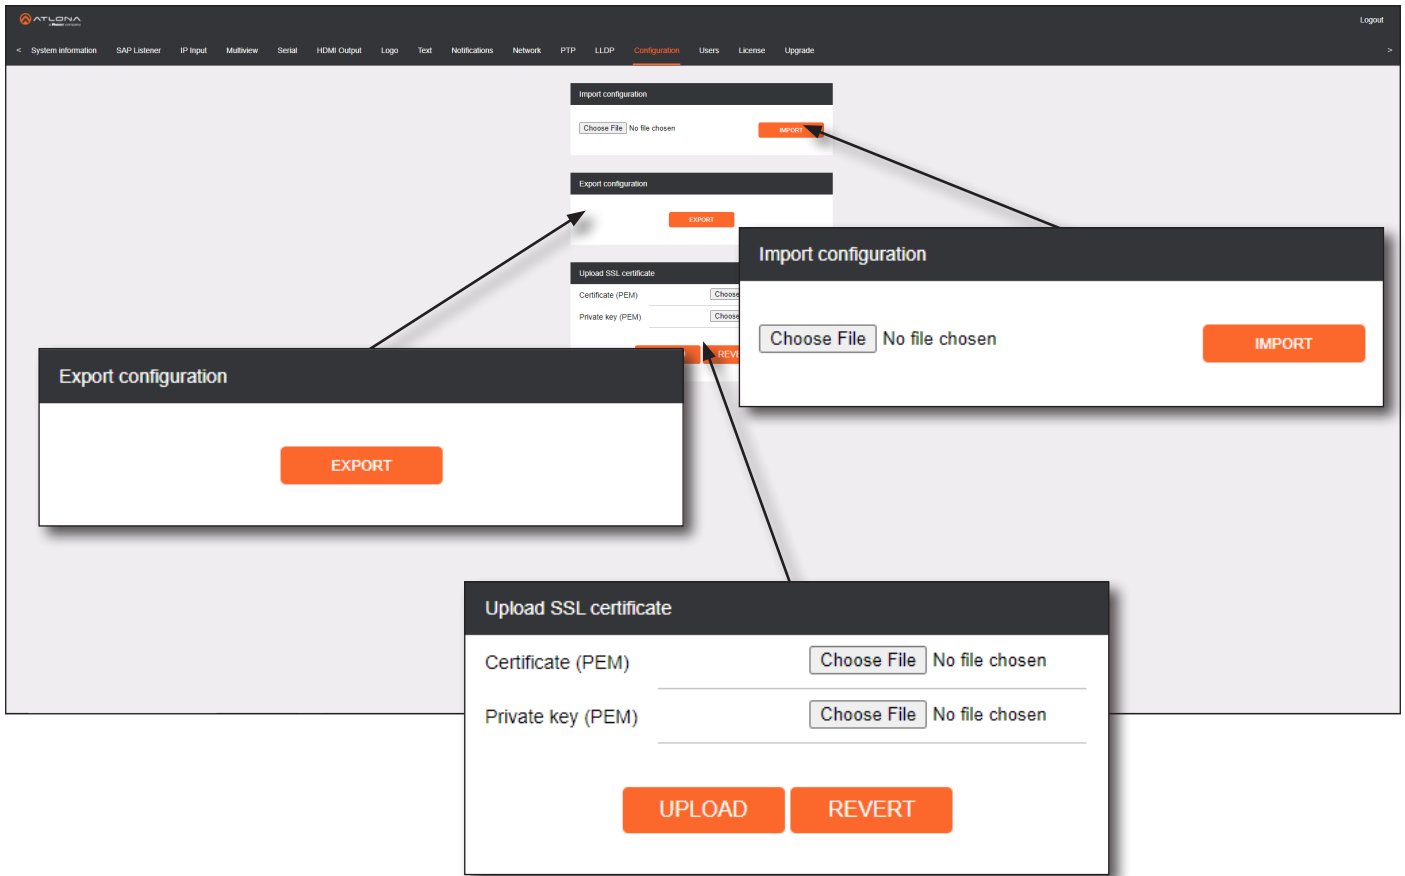 ATLONA
Logout
< System information SAP Listener IP Input Multiview Serial HDMI Output Logo Text Notifications Network PTP LLDP Configuration Users License Upgrade >
Import configuration
Choose File No file chosen IMPORT
Export configuration
EXPORT
Upload SSL certificate
Certificate (PEM) Choose
Private key (PEM) Choose
REVE
Import configuration
Choose File No file chosen IMPORT
Export configuration
EXPORT
Upload SSL certificate
Certificate (PEM) Choose File No file chosen
Private key (PEM) Choose File No file chosen
UPLOAD REVERT